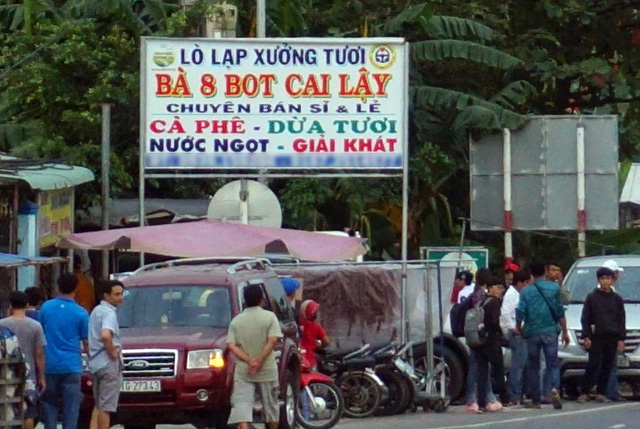 LÒ LẠP XƯỞNG TƯƠI
BÀ 8 BOT CAI LẬY
CHUYÊN BÁN SỈ & LẺ
CÀ PHÊ - DỪA TƯƠI
NƯỚC NGỌT - GIẢI KHÁT